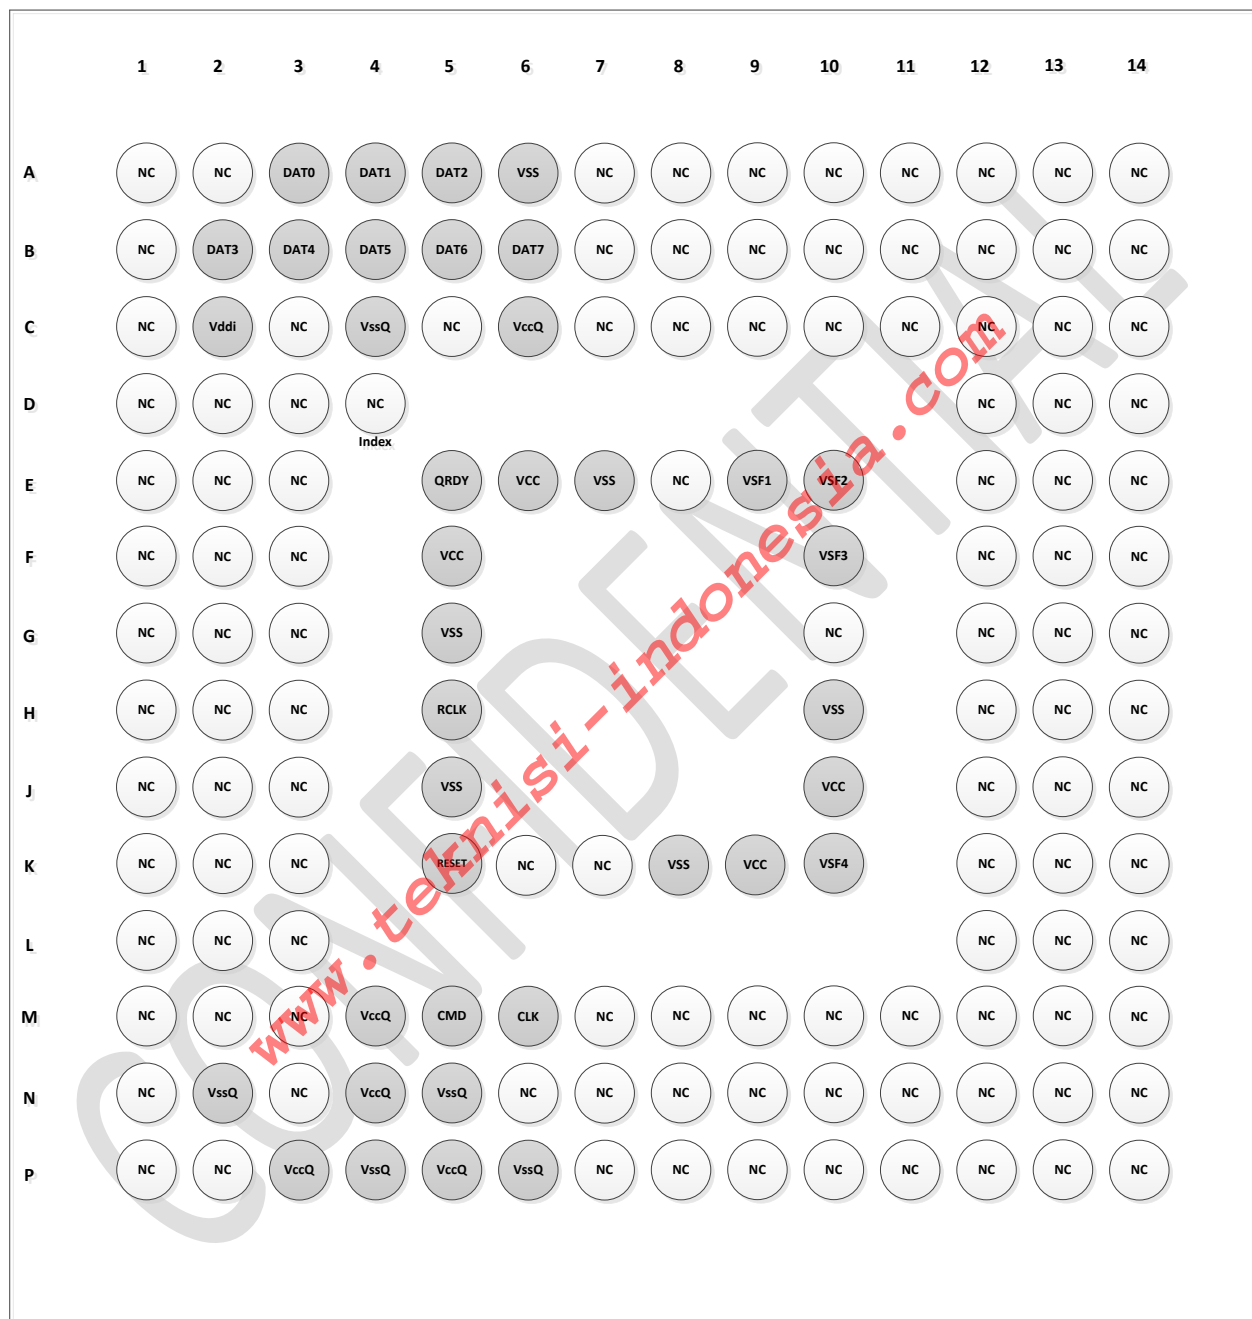 1 2 3 4 5 6 7 8 9 10 11 12 13 14
A NC NC DAT0 DAT1 DAT2 VSS NC NC NC NC NC NC NC NC
B NC DAT3 DAT4 DAT5 DAT6 DAT7 NC NC NC NC NC NC NC NC
C NC Vddi NC VssQ NC VccQ NC NC NC NC NC NC NC NC
D NC NC NC NC NC NC NC
Index
E NC NC NC QRDY VCC VSS NC VSF1 VSF2 NC NC NC
F NC NC NC VCC VSF3 NC NC NC
G NC NC NC VSS NC NC NC NC
H NC NC NC RCLK VSS NC NC NC
J NC NC NC VSS VCC NC NC NC
K NC NC NC RESET NC NC VSS VCC VSF4 NC NC NC
L NC NC NC NC NC NC
M NC NC NC VccQ CMD CLK NC NC NC NC NC NC NC NC
N NC VssQ NC VccQ VssQ NC NC NC NC NC NC NC NC NC
P NC NC VccQ VssQ VccQ VssQ NC NC NC NC NC NC NC NC
CONFIDENTIAL
www.teknisi-indonesia.com